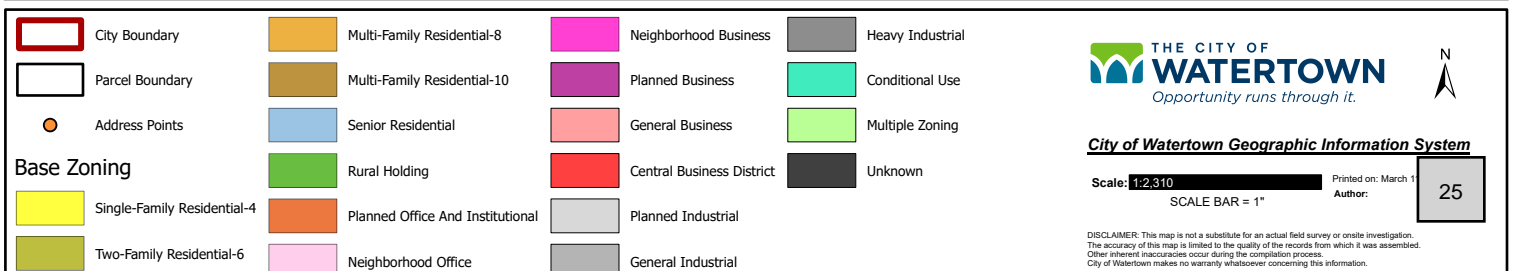 City Boundary
Parcel Boundary
Address Points
Base Zoning
Single-Family Residential-4
Two-Family Residential-6
Multi-Family Residential-8
Multi-Family Residential-10
Senior Residential
Rural Holding
Planned Office And Institutional
Neighborhood Office
Neighborhood Business
Planned Business
General Business
Central Business District
Planned Industrial
General Industrial
Heavy Industrial
Conditional Use
Multiple Zoning
Unknown
THE CITY OF
WATERTOWN
Opportunity runs through it.
N
City of Watertown Geographic Information System
Scale: 1:2,310
SCALE BAR = 1"
Printed on: March 1
Author:
25
DISCLAIMER: This map is not a substitute for an actual field survey or onsite investigation.
The accuracy of this map is limited to the quality of the records from which it was assembled.
Other inherent inaccuracies occur during the compilation process.
City of Watertown makes no warranty whatsoever concerning this information.